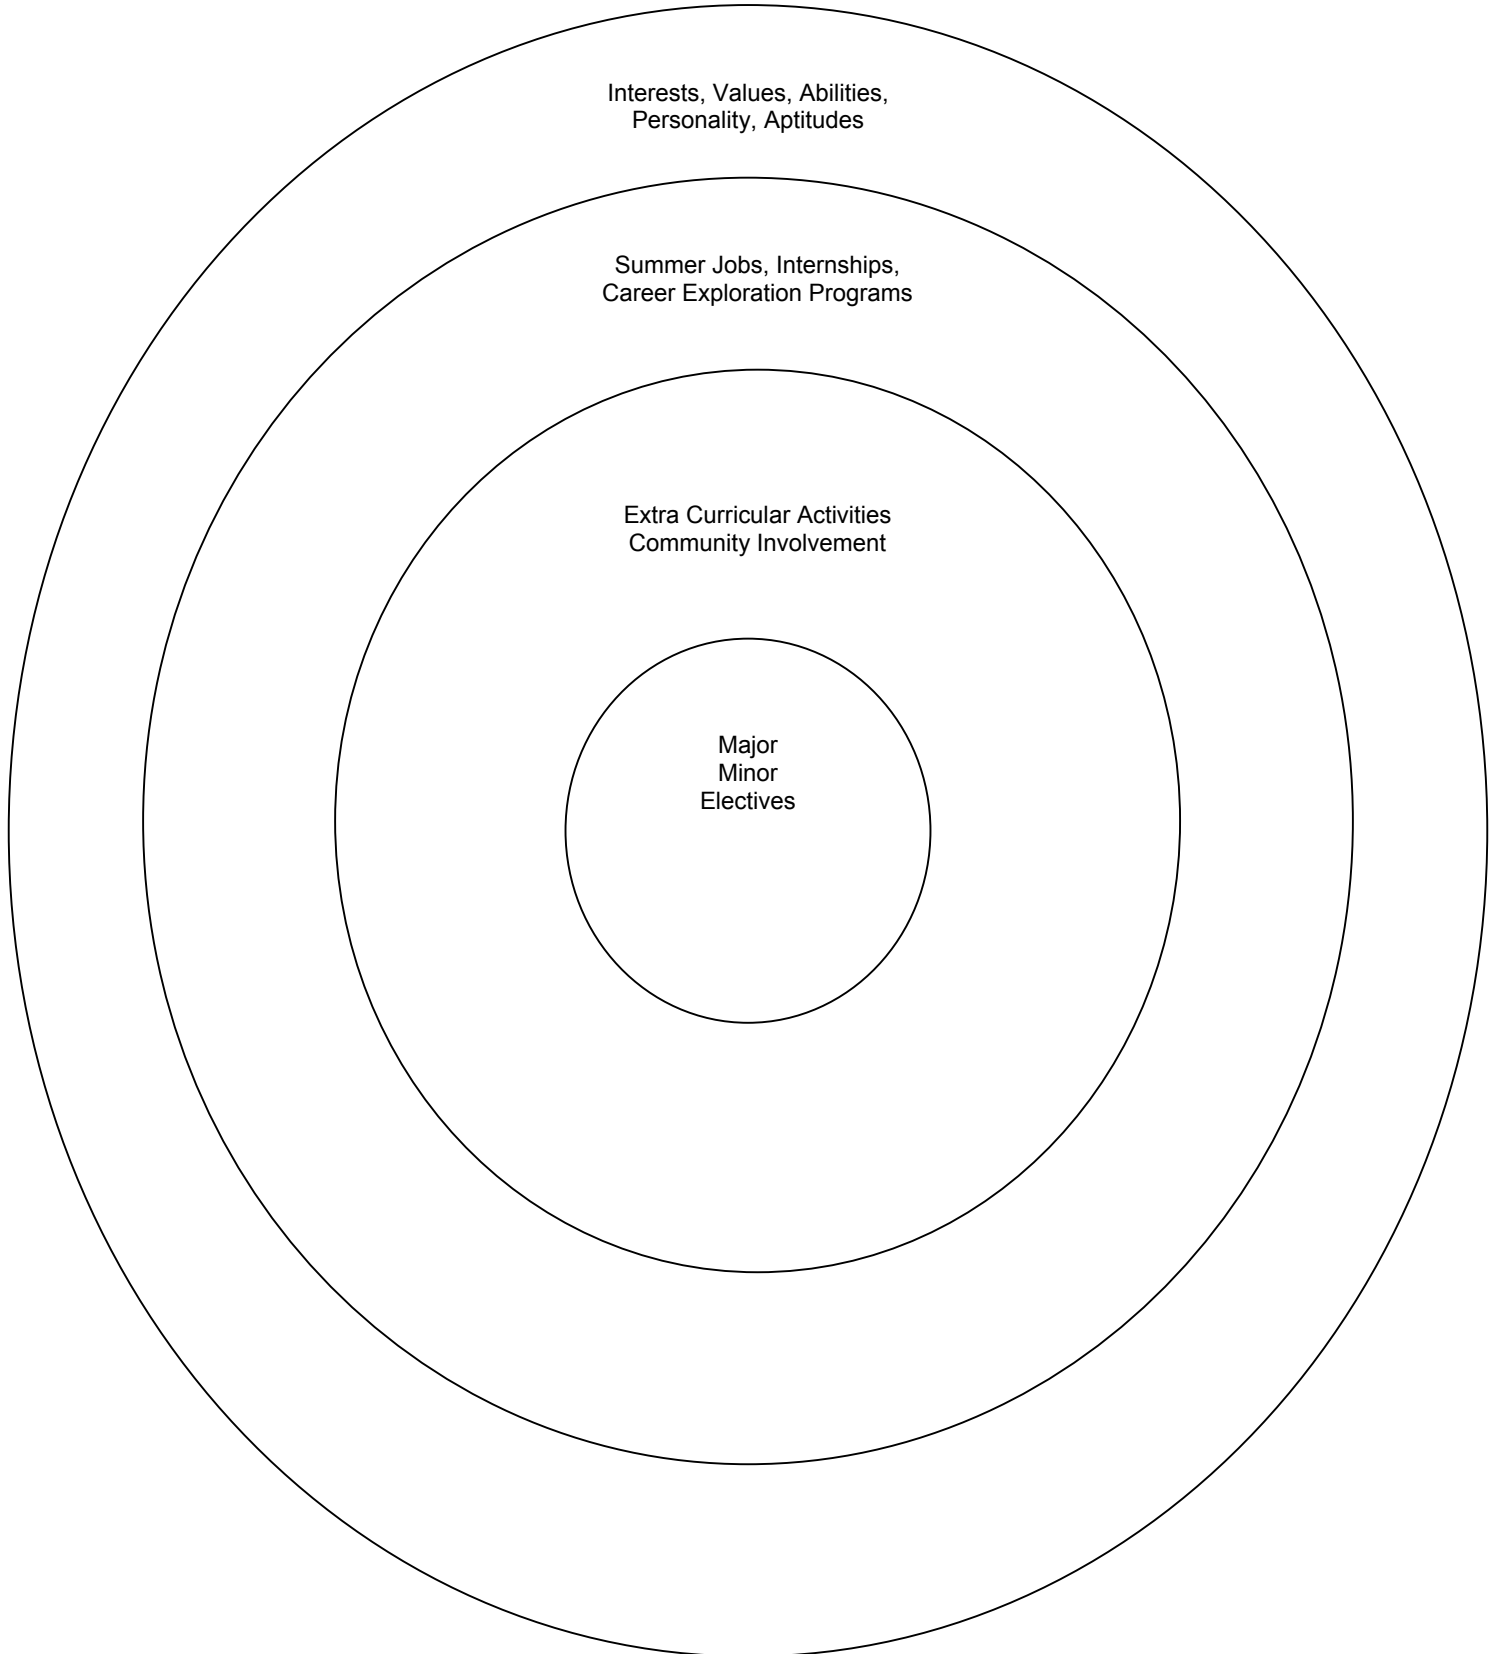 Interests, Values, Abilities,
Personality, Aptitudes
Summer Jobs, Internships,
Career Exploration Programs
Extra Curricular Activities
Community Involvement
Major
Minor
Electives